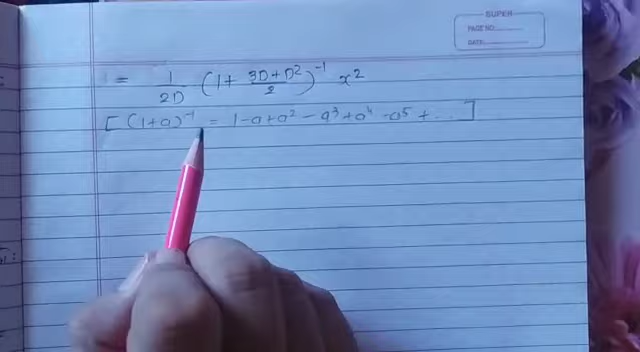 SUPER
PAGE NO.:
DATE:
= 1/2D (1 + (3D+D²)/2)⁻¹ x²
[ (1+a)⁻¹ = 1-a+a²-a³+a⁴-a⁵+... ]